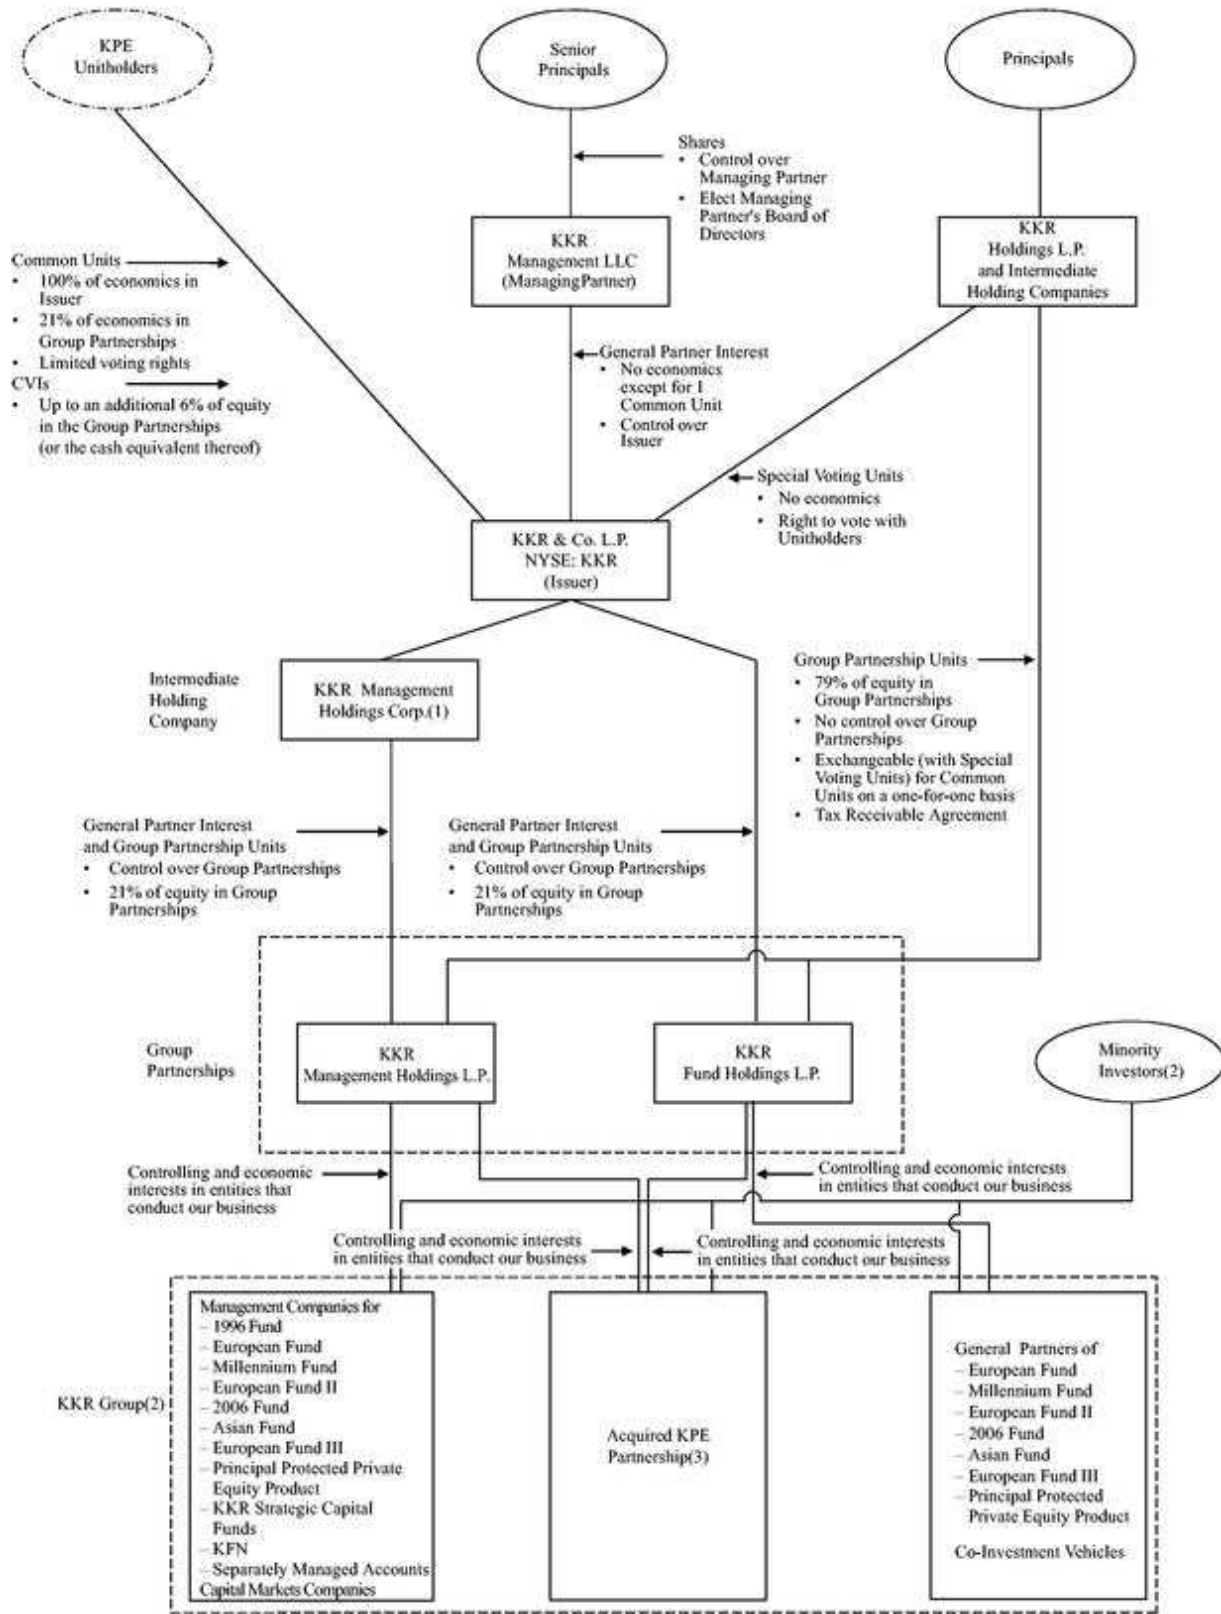 KPE
Unitholders
Senior
Principals
Principals
Shares
• Control over
Managing Partner
• Elect Managing
Partner's Board of
Directors
KKR
Management LLC
(ManagingPartner)
KKR
Holdings L.P.
and Intermediate
Holding Companies
Common Units
• 100% of economics in
Issuer
• 21% of economics in
Group Partnerships
• Limited voting rights
CVIs
• Up to an additional 6% of equity
in the Group Partnerships
(or the cash equivalent thereof)
General Partner Interest
• No economics
except for 1
Common Unit
• Control over
Issuer
Special Voting Units
• No economics
• Right to vote with
Unitholders
KKR & Co. L.P.
NYSE: KKR
(Issuer)
Intermediate
Holding
Company
KKR Management
Holdings Corp.(1)
Group Partnership Units
• 79% of equity in
Group Partnerships
• No control over Group
Partnerships
• Exchangeable (with Special
Voting Units) for Common
Units on a one-for-one basis
• Tax Receivable Agreement
General Partner Interest
and Group Partnership Units
• Control over Group Partnerships
• 21% of equity in Group
Partnerships
General Partner Interest
and Group Partnership Units
• Control over Group Partnerships
• 21% of equity in Group
Partnerships
Group
Partnerships
KKR
Management Holdings L.P.
KKR
Fund Holdings L.P.
Minority
Investors(2)
Controlling and economic
interests in entities that
conduct our business
Controlling and economic interests
in entities that conduct our business
Controlling and economic interests
in entities that conduct our business
Controlling and economic interests
in entities that conduct our business
KKR Group(2)
Management Companies for
– 1996 Fund
– European Fund
– Millennium Fund
– European Fund II
– 2006 Fund
– Asian Fund
– European Fund III
– Principal Protected Private
Equity Product
– KKR Strategic Capital
Funds
– KFN
– Separately Managed Accounts
Capital Markets Companies
Acquired KPE
Partnership(3)
General Partners of
– European Fund
– Millennium Fund
– European Fund II
– 2006 Fund
– Asian Fund
– European Fund III
– Principal Protected
Private Equity Product
Co-Investment Vehicles